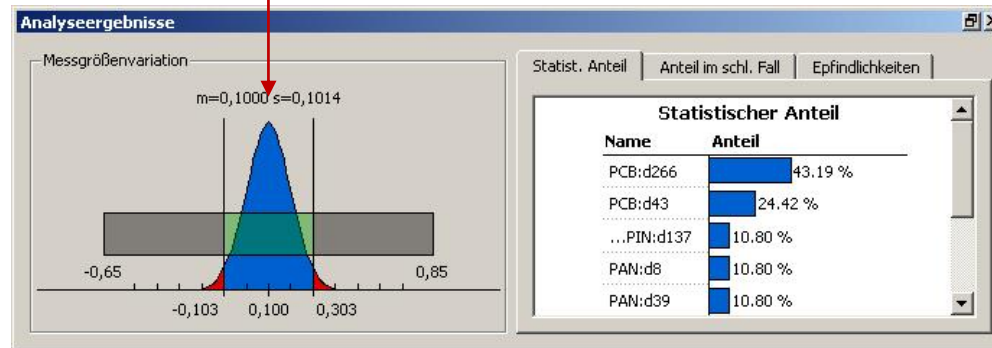 Analyseergebnisse
Messgrößenvariation
m=0,1000 s=0,1014
-0,65
0,85
-0,103 0,100 0,303
Statist. Anteil Anteil im schl. Fall Epfindlichkeiten
Statistischer Anteil
Name Anteil
PCB:d266 43.19 %
PCB:d43 24.42 %
...PIN:d137 10.80 %
PAN:d8 10.80 %
PAN:d39 10.80 %